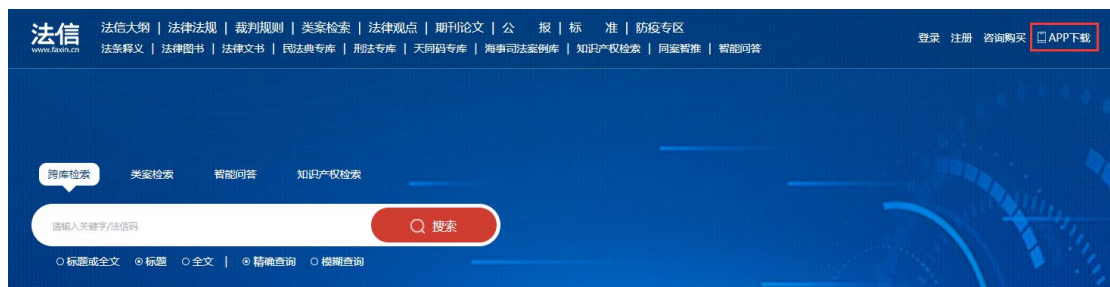 法信
www.faxin.cn
法信大纲 | 法律法规 | 裁判规则 | 类案检索 | 法律观点 | 期刊论文 | 公 报 | 标 准 | 防疫专区
法条释义 | 法律图书 | 法律文书 | 民法典专库 | 刑法专库 | 天同码专库 | 海事司法案例库 | 知识产权检索 | 同案智推 | 智能问答
登录 注册 咨询购买 APP下载
跨库检索 类案检索 智能问答 知识产权检索
请输入关键字/法信码 搜索
标题或全文 标题 全文 | 精确查询 模糊查询